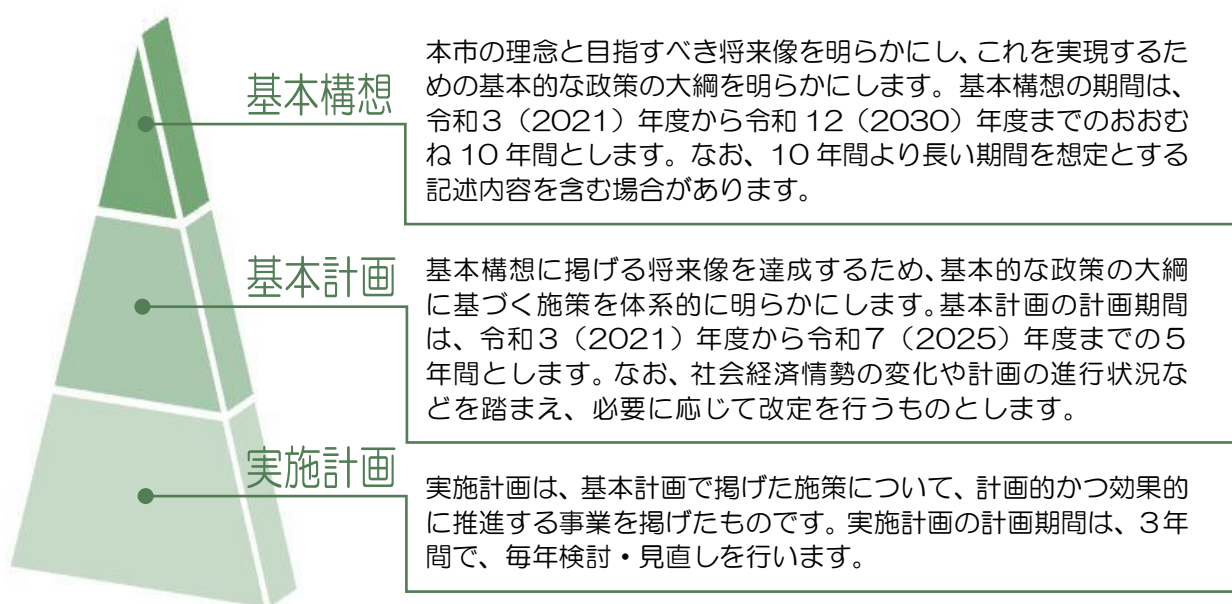 基本構想
本市の理念と目指すべき将来像を明らかにし、これを実現するた
めの基本的な政策の大綱を明らかにします。基本構想の期間は、
令和３（2021）年度から令和 12（2030）年度までのおおむ
ね 10 年間とします。なお、10 年間より長い期間を想定とする
記述内容を含む場合があります。
基本計画
基本構想に掲げる将来像を達成するため、基本的な政策の大綱
に基づく施策を体系的に明らかにします。基本計画の計画期間
は、令和３（2021）年度から令和７（2025）年度までの５
年間とします。なお、社会経済情勢の変化や計画の進行状況な
どを踏まえ、必要に応じて改定を行うものとします。
実施計画
実施計画は、基本計画で掲げた施策について、計画的かつ効果的
に推進する事業を掲げたものです。実施計画の計画期間は、３年
間で、毎年検討・見直しを行います。